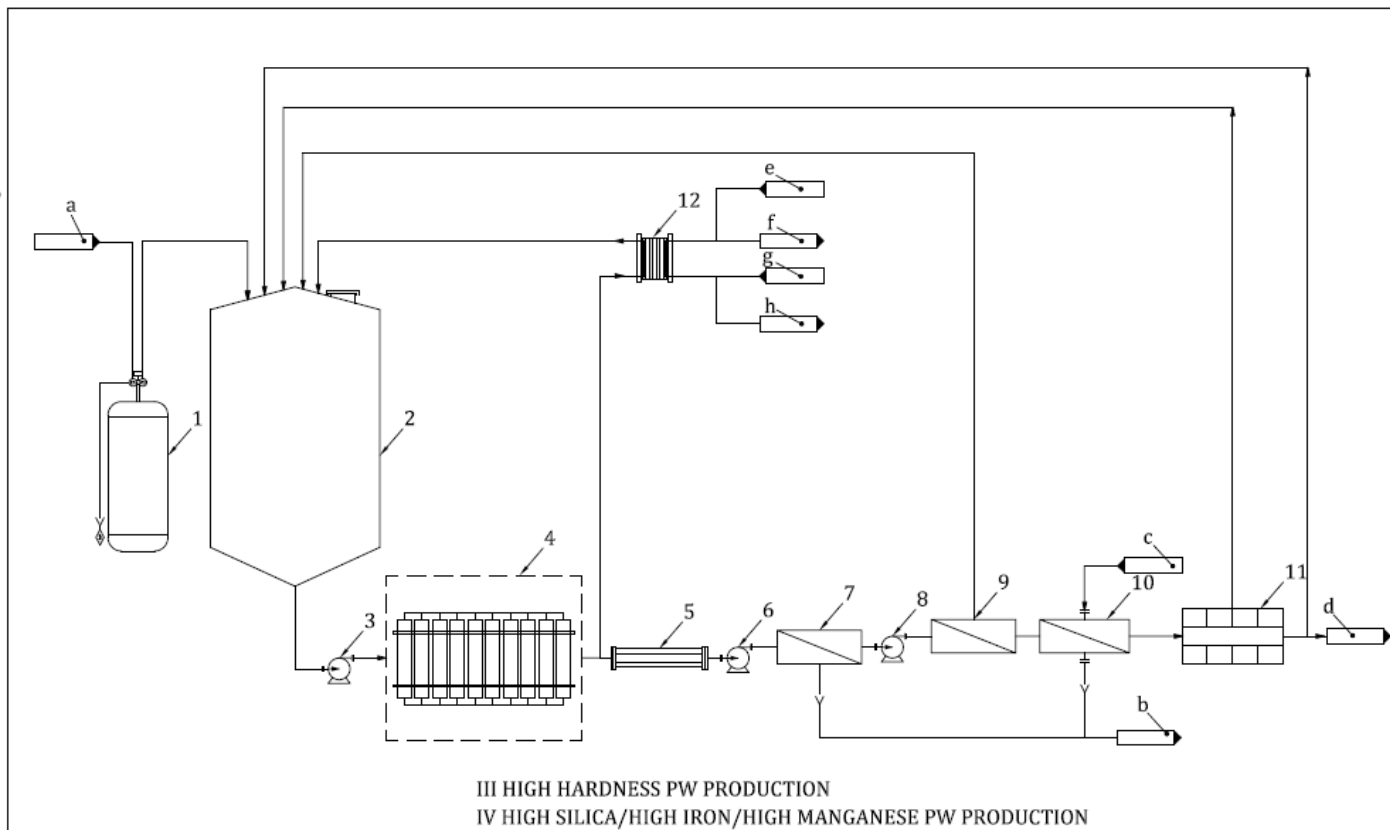 a
1
2
3
4
5
6
7
8
9
10
11
12
e
f
g
h
c
d
b
III HIGH HARDNESS PW PRODUCTION
IV HIGH SILICA/HIGH IRON/HIGH MANGANESE PW PRODUCTION